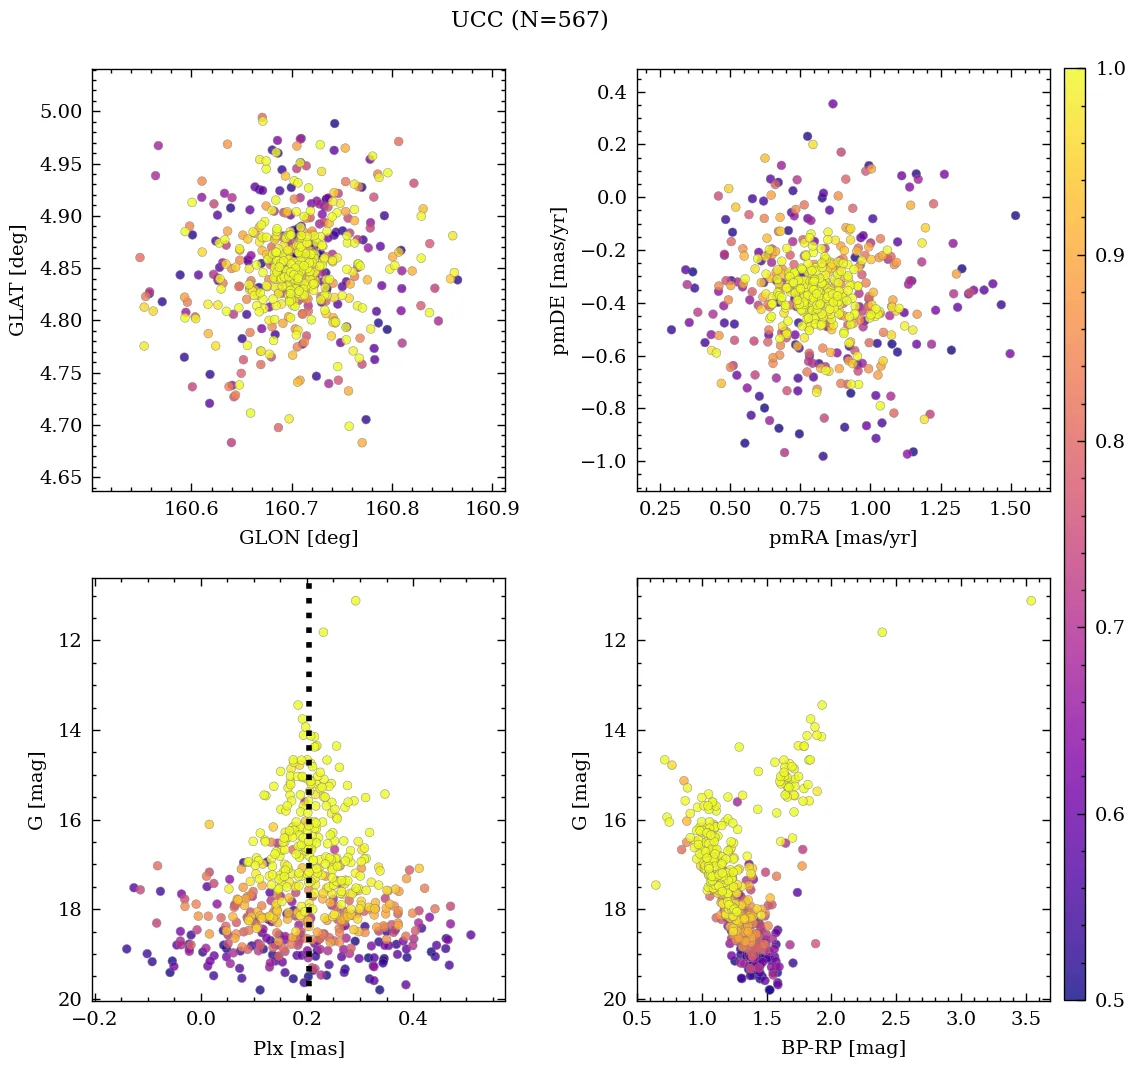 UCC (N=567)
5.00
4.95
4.90
4.85
4.80
4.75
4.70
4.65
GLAT [deg]
160.6 160.7 160.8 160.9
GLON [deg]
0.4
0.2
0.0
−0.2
−0.4
−0.6
−0.8
−1.0
pmDE [mas/yr]
0.25 0.50 0.75 1.00 1.25 1.50
pmRA [mas/yr]
1.0
0.9
0.8
0.7
0.6
0.5
12
14
16
18
20
G [mag]
−0.2 0.0 0.2 0.4
Plx [mas]
12
14
16
18
20
G [mag]
0.5 1.0 1.5 2.0 2.5 3.0 3.5
BP-RP [mag]